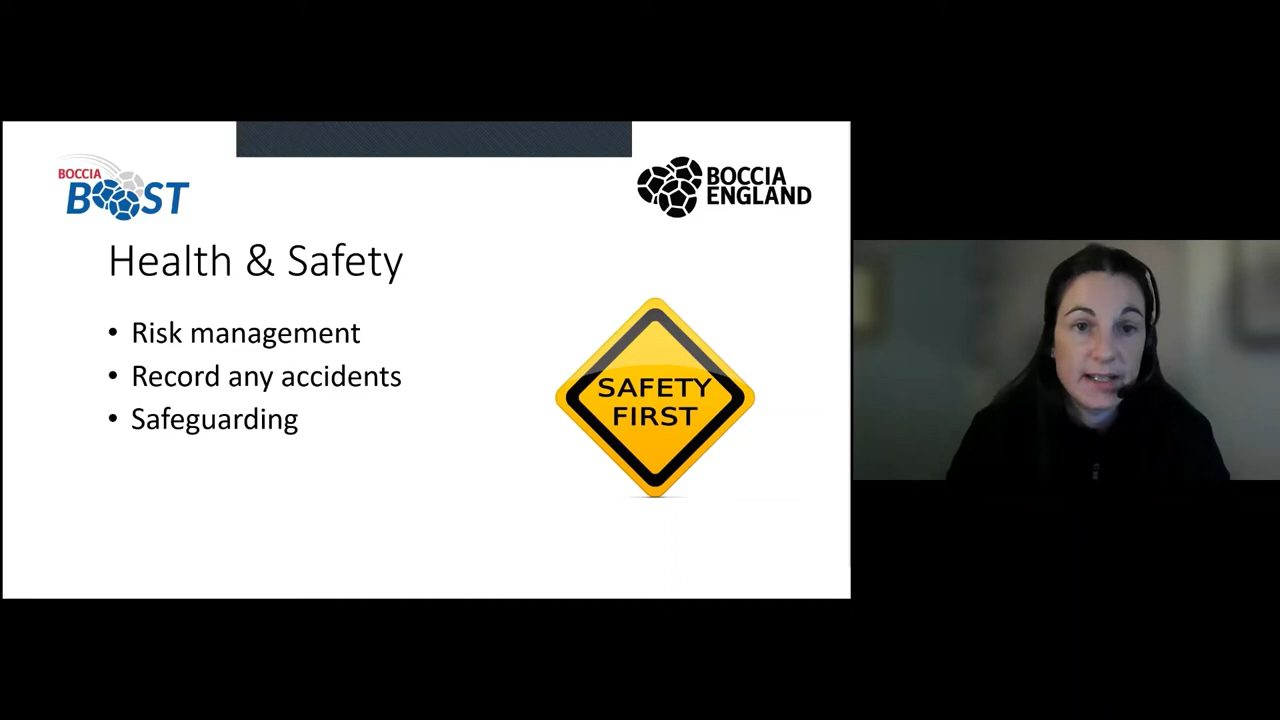 BOCCIA
BOOST
BOCCIA
ENGLAND
Health & Safety
• Risk management
• Record any accidents
• Safeguarding
SAFETY
FIRST